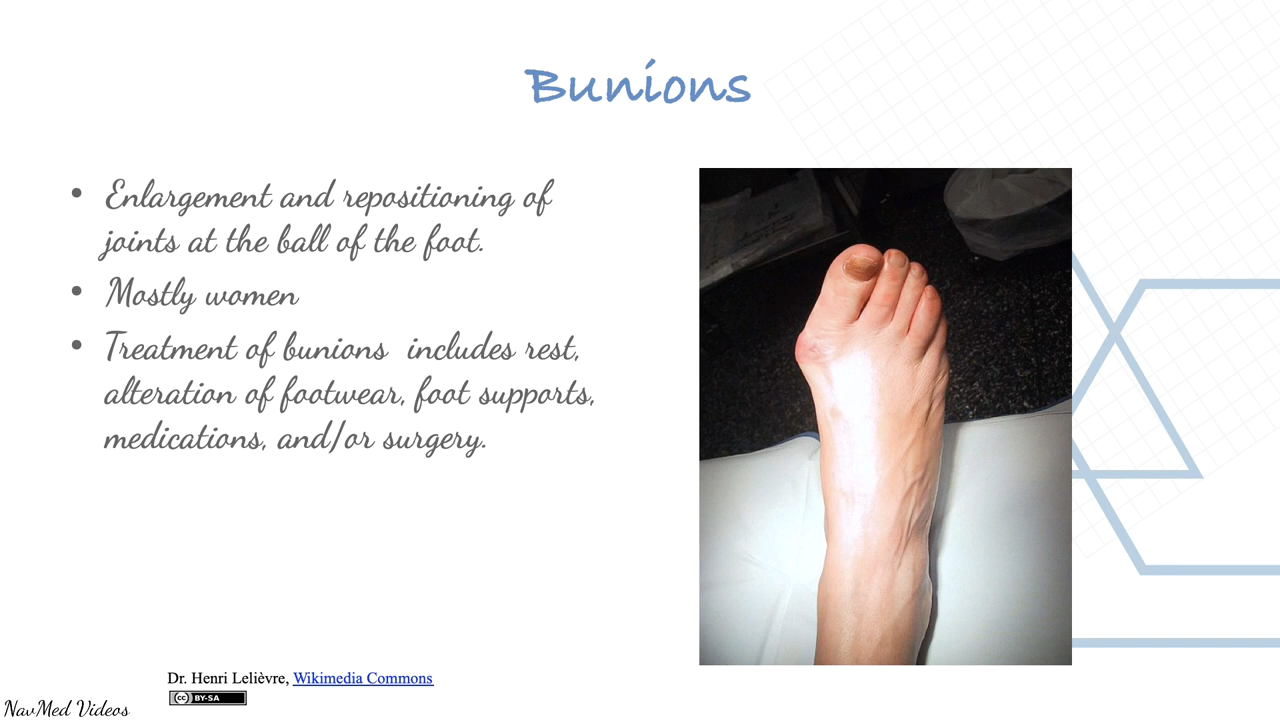 Bunions
• Enlargement and repositioning of
joints at the ball of the foot.
• Mostly women
• Treatment of bunions includes rest,
alteration of footwear, foot supports,
medications, and/or surgery.
Dr. Henri Lelièvre, Wikimedia Commons
cc BY-SA
NavMed Videos